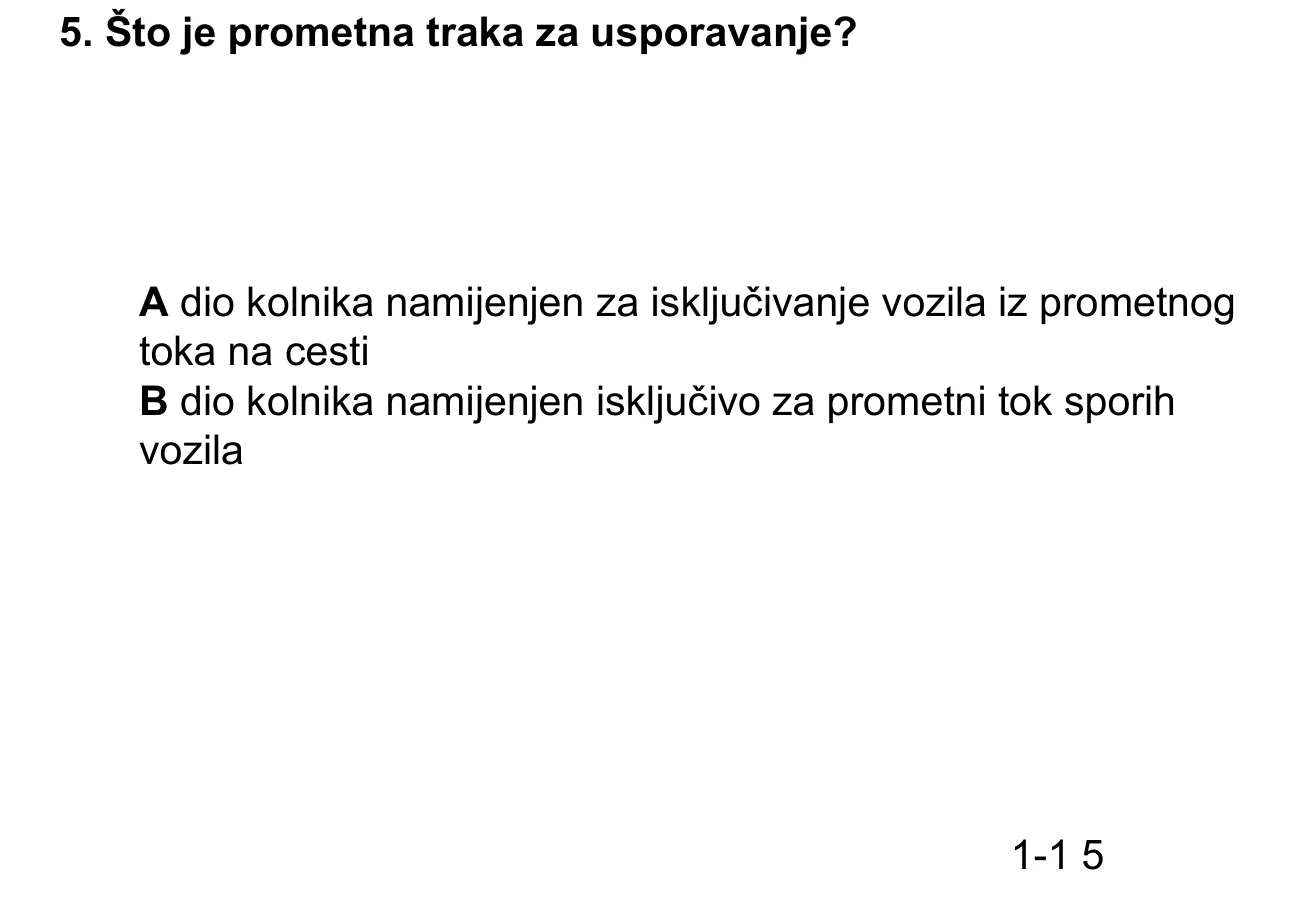 5. Što je prometna traka za usporavanje?
A dio kolnika namijenjen za isključivanje vozila iz prometnog
toka na cesti
B dio kolnika namijenjen isključivo za prometni tok sporih
vozila
1-1 5